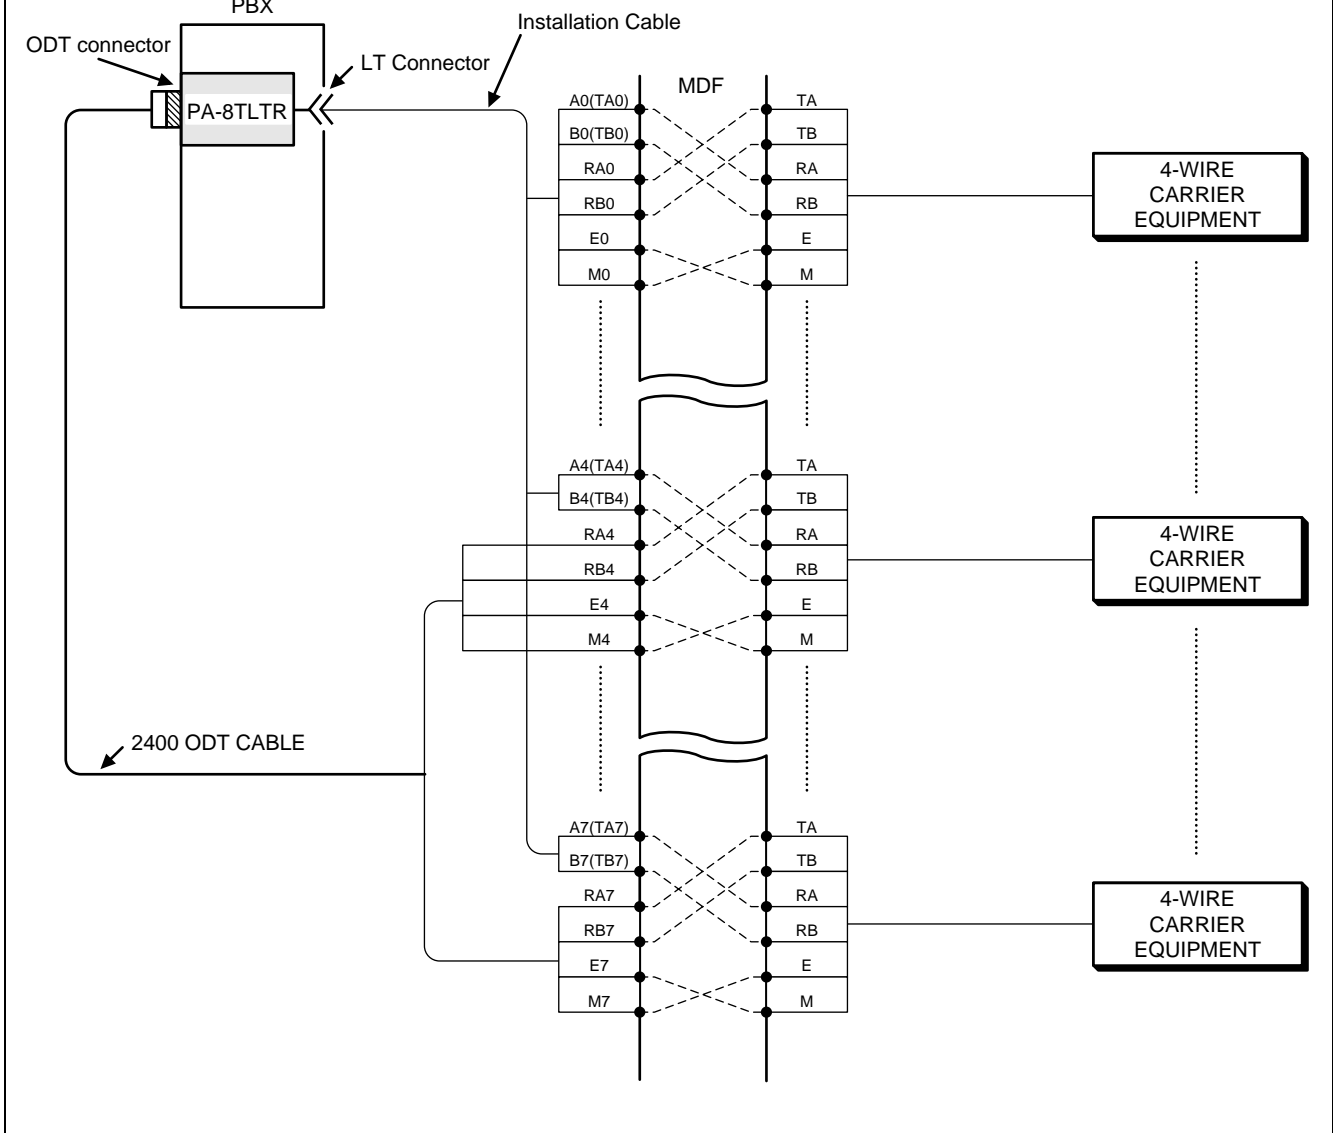 PBX
Installation Cable
ODT connector
LT Connector
PA-8TLTR
MDF
A0(TA0) TA
B0(TB0) TB
RA0 RA
RB0 RB
E0 E
M0 M
4-WIRE
CARRIER
EQUIPMENT
A4(TA4) TA
B4(TB4) TB
RA4 RA
RB4 RB
E4 E
M4 M
4-WIRE
CARRIER
EQUIPMENT
2400 ODT CABLE
A7(TA7) TA
B7(TB7) TB
RA7 RA
RB7 RB
E7 E
M7 M
4-WIRE
CARRIER
EQUIPMENT